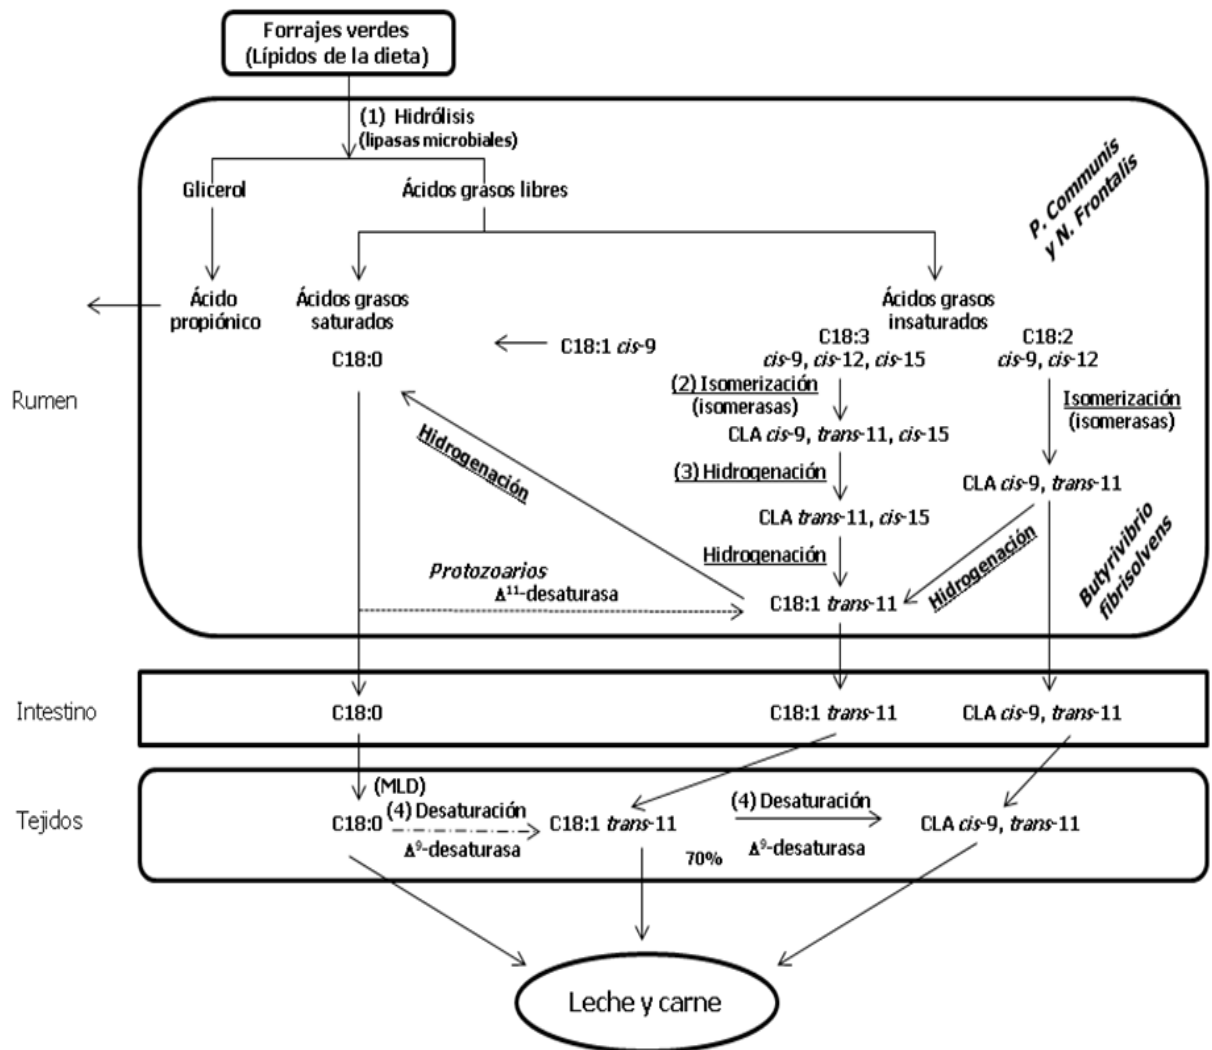 Forrajes verdes
(Lípidos de la dieta)
(1) Hidrólisis
(lipasas microbiales)
Glicerol
Ácidos grasos libres
P. Communis
y N. Frontalis
Ácido
propiónico
Ácidos grasos
saturados
C18:0
C18:1 cis-9
Ácidos grasos
insaturados
C18:3
cis-9, cis-12, cis-15
C18:2
cis-9, cis-12
Rumen
(2) Isomerización
(isomerasas)
Isomerización
(isomerasas)
CLA cis-9, trans-11, cis-15
Hidrogenación
(3) Hidrogenación
CLA cis-9, trans-11
CLA trans-11, cis-15
Hidrogenación
Hidrogenación
Butyrivibrio
fibrisolvens
Protozoarios
Δ11-desaturasa
C18:1 trans-11
Intestino
C18:0
C18:1 trans-11
CLA cis-9, trans-11
Tejidos
(MLD)
C18:0
(4) Desaturación
Δ9-desaturasa
C18:1 trans-11
70%
(4) Desaturación
Δ9-desaturasa
CLA cis-9, trans-11
Leche y carne